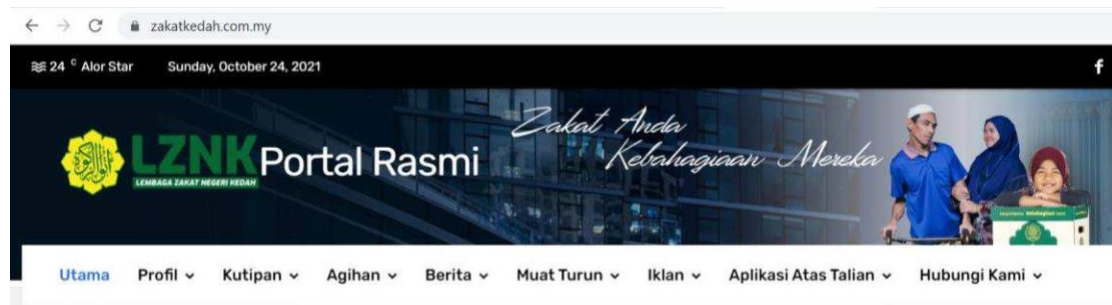 zakatkedah.com.my
24 C Alor Star Sunday, October 24, 2021 f
Zakat Anda
Kebahagiaan Mereka
LZNK Portal Rasmi
LEMBAGA ZAKAT NEGERI KEDAH
Utama Profil Kutipan Agihan Berita Muat Turun Iklan Aplikasi Atas Talian Hubungi Kami